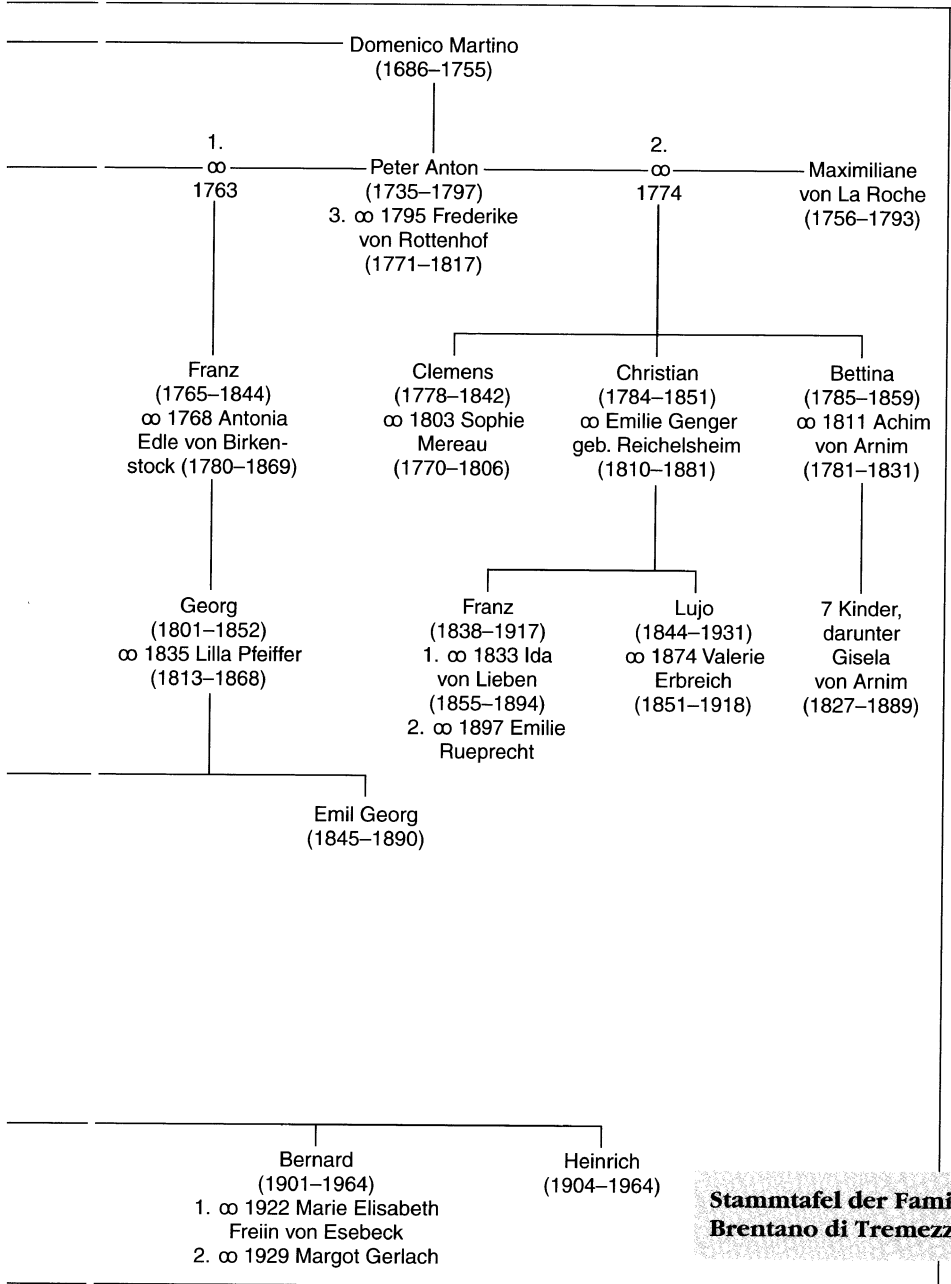 Domenico Martino
(1686–1755)
1.
∞
1763
Peter Anton
(1735–1797)
3. ∞ 1795 Frederike
von Rottenhof
(1771–1817)
2.
∞
1774
Maximiliane
von La Roche
(1756–1793)
Franz
(1765–1844)
∞ 1768 Antonia
Edle von Birken-
stock (1780–1869)
Clemens
(1778–1842)
∞ 1803 Sophie
Mereau
(1770–1806)
Christian
(1784–1851)
∞ Emilie Genger
geb. Reichelsheim
(1810–1881)
Bettina
(1785–1859)
∞ 1811 Achim
von Arnim
(1781–1831)
Georg
(1801–1852)
∞ 1835 Lilla Pfeiffer
(1813–1868)
Franz
(1838–1917)
1. ∞ 1833 Ida
von Lieben
(1855–1894)
2. ∞ 1897 Emilie
Rueprecht
Lujo
(1844–1931)
∞ 1874 Valerie
Erbreich
(1851–1918)
7 Kinder,
darunter
Gisela
von Arnim
(1827–1889)
Emil Georg
(1845–1890)
Bernard
(1901–1964)
1. ∞ 1922 Marie Elisabeth
Freiin von Esebeck
2. ∞ 1929 Margot Gerlach
Heinrich
(1904–1964)
Stammtafel der Fami
Brentano di Tremezz